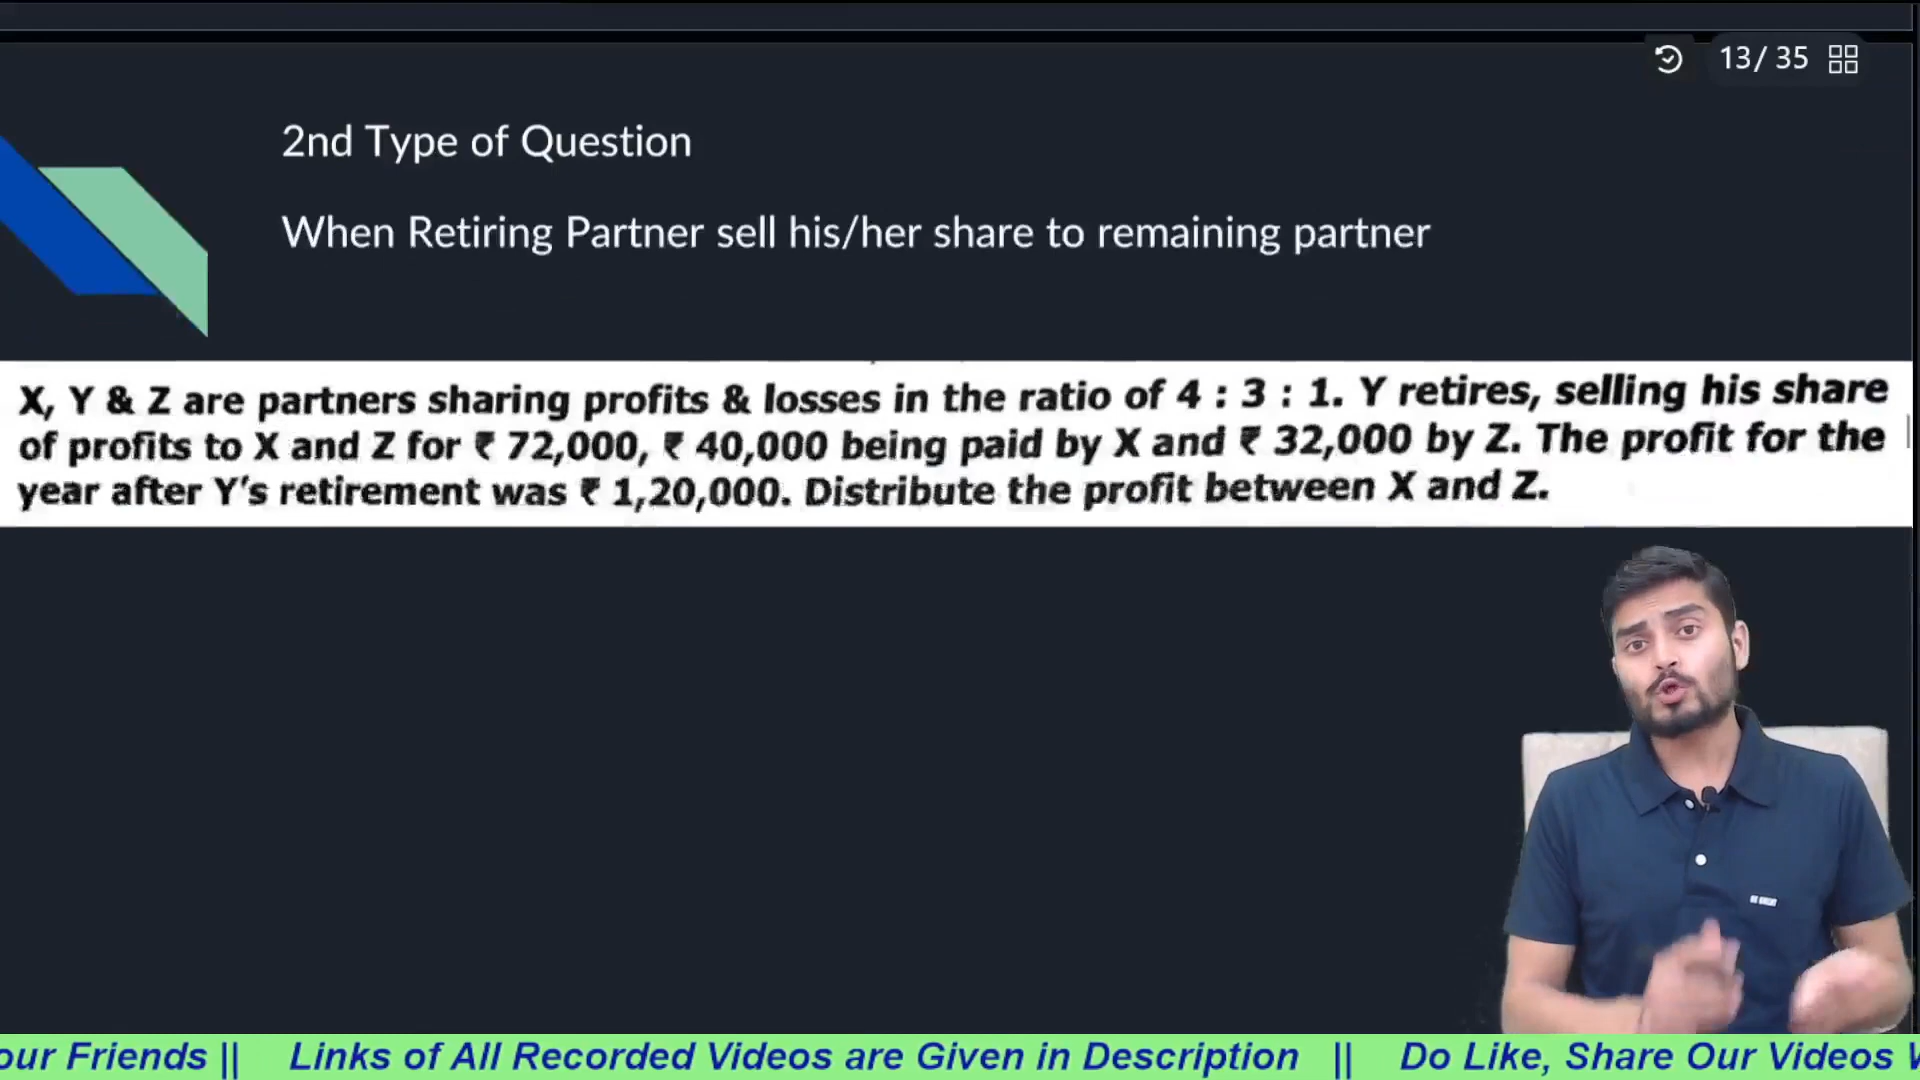 13/ 35
2nd Type of Question
When Retiring Partner sell his/her share to remaining partner
X, Y & Z are partners sharing profits & losses in the ratio of 4 : 3 : 1. Y retires, selling his share
of profits to X and Z for ₹ 72,000, ₹ 40,000 being paid by X and ₹ 32,000 by Z. The profit for the
year after Y's retirement was ₹ 1,20,000. Distribute the profit between X and Z.
our Friends || Links of All Recorded Videos are Given in Description || Do Like, Share Our Videos